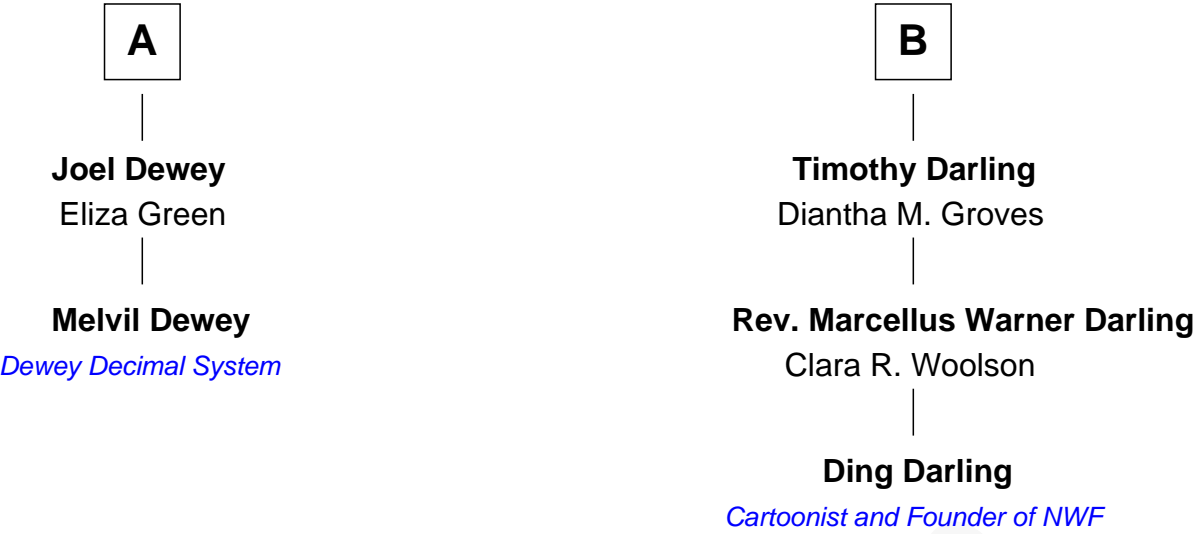 A
Joel Dewey
Eliza Green
Melvil Dewey
Dewey Decimal System
B
Timothy Darling
Diantha M. Groves
Rev. Marcellus Warner Darling
Clara R. Woolson
Ding Darling
Cartoonist and Founder of NWF